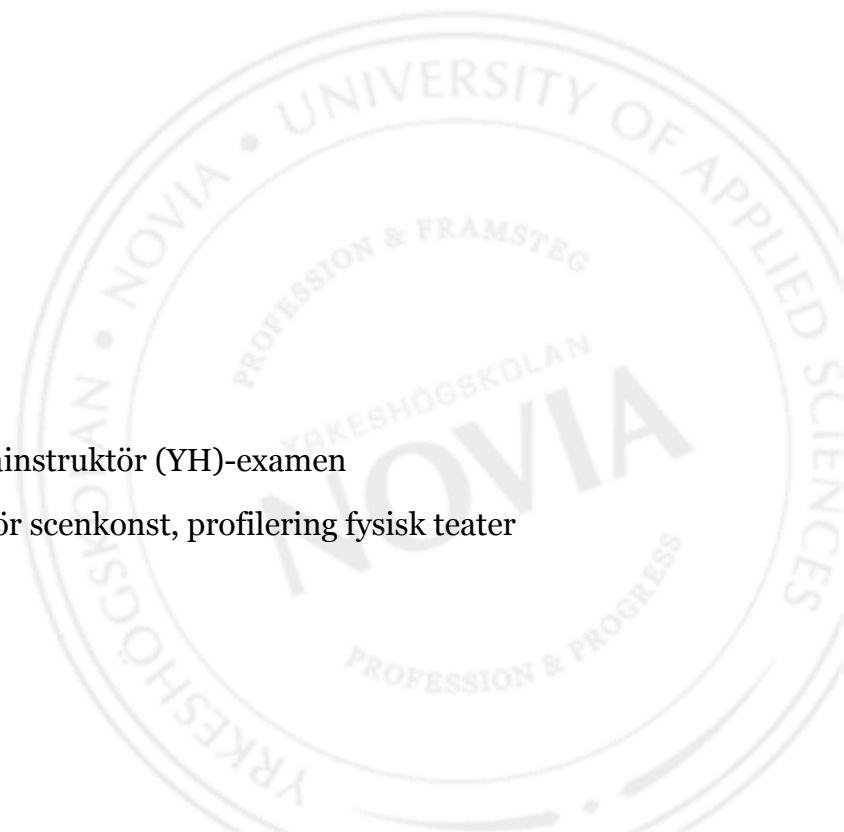 UNIVERSITY OF APPLIED SCIENCES
YRKESHÖGSKOLAN • NOVIA •
PROFESSION & FRAMSTEG
YRKESHÖGSKOLAN
NOVIA
PROFESSION & PROGRESS
instruktör (YH)-examen
ör scenkonst, profilering fysisk teater